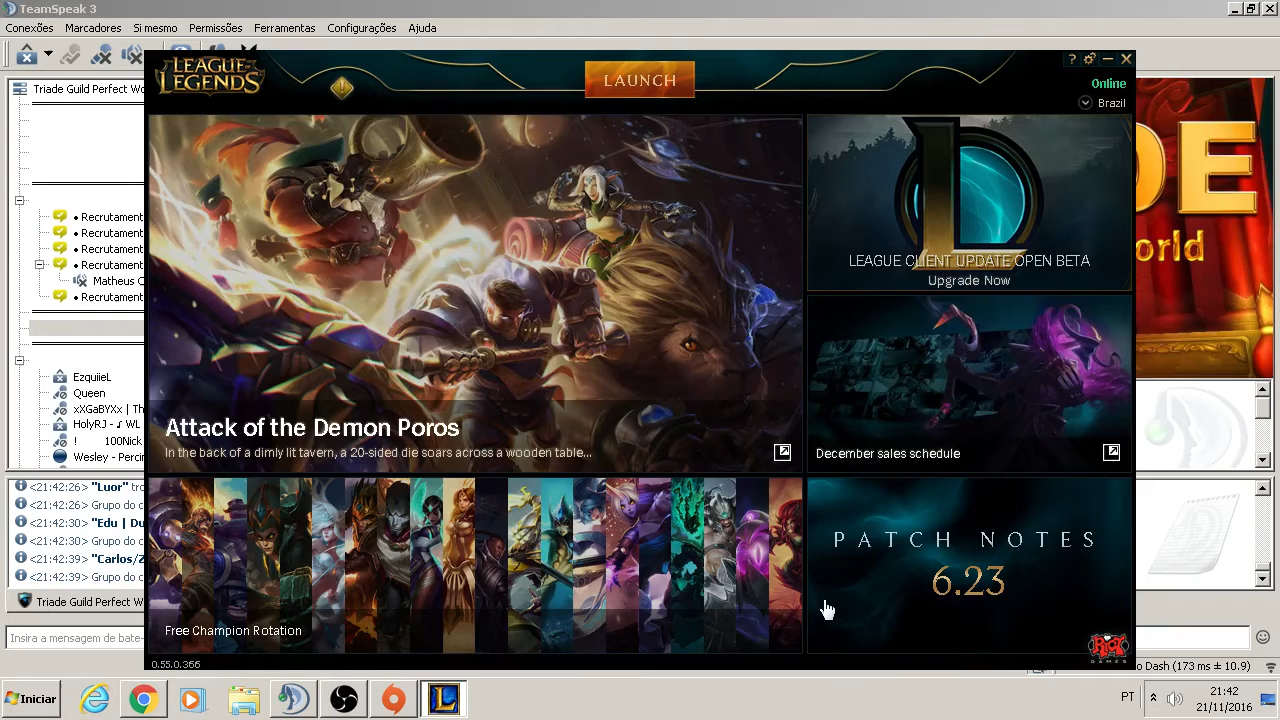 TeamSpeak 3
Conexões Marcadores Si mesmo Permissões Ferramentas Configurações Ajuda
LEAGUE OF LEGENDS
LAUNCH
?
Online
Brazil
Triade Guild Perfect Wo
• Recrutament
• Recrutament
• Recrutament
• Recrutament
Matheus C
• Recrutament
EzquieL
Queen
xXGaBYXx | Th
HolyRJ - ♩ WL
100Nick
Wesley - Percin
DE
orld
LEAGUE CLIENT UPDATE OPEN BETA
Upgrade Now
Attack of the Demon Poros
In the back of a dimly lit tavern, a 20-sided die soars across a wooden table...
December sales schedule
<21:42:26> "Luor" tro
<21:42:26> Grupo do c
<21:42:30> "Edu | Du
<21:42:30> Grupo do c
<21:42:39> "Carlos/Z
<21:42:39> Grupo do c
Triade Guild Perfect W
Insira a mensagem de bate-
Free Champion Rotation
PATCH NOTES
6.23
RIOT
GAMES
0.55.0.366
o Dash (173 ms ± 10.9)
Iniciar
PT
21:42
21/11/2016